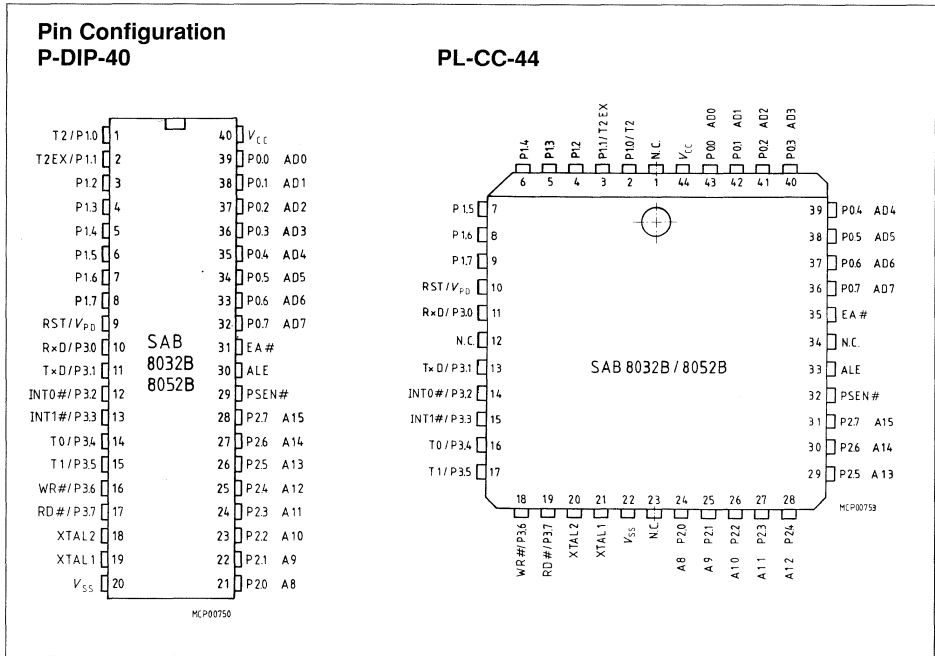 Pin Configuration
P-DIP-40
PL-CC-44
T2/P1.0 1
T2EX/P1.1 2
P1.2 3
P1.3 4
P1.4 5
P1.5 6
P1.6 7
P1.7 8
RST/VPD 9
RxD/P3.0 10
TxD/P3.1 11
INT0#/P3.2 12
INT1#/P3.3 13
T0/P3.4 14
T1/P3.5 15
WR#/P3.6 16
RD#/P3.7 17
XTAL2 18
XTAL1 19
VSS 20
SAB
8032B
8052B
40 VCC
39 P0.0 AD0
38 P0.1 AD1
37 P0.2 AD2
36 P0.3 AD3
35 P0.4 AD4
34 P0.5 AD5
33 P0.6 AD6
32 P0.7 AD7
31 EA#
30 ALE
29 PSEN#
28 P2.7 A15
27 P2.6 A14
26 P2.5 A13
25 P2.4 A12
24 P2.3 A11
23 P2.2 A10
22 P2.1 A9
21 P2.0 A8
MCP00750
P1.4
P1.3
P1.2
P1.1/T2EX
P1.0/T2
N.C.
VCC
P0.0 AD0
P0.1 AD1
P0.2 AD2
P0.3 AD3
6 5 4 3 2 1 44 43 42 41 40
P1.5 7
P1.6 8
P1.7 9
RST/VPD 10
RxD/P3.0 11
N.C. 12
TxD/P3.1 13
INT0#/P3.2 14
INT1#/P3.3 15
T0/P3.4 16
T1/P3.5 17
SAB 8032B/8052B
39 P0.4 AD4
38 P0.5 AD5
37 P0.6 AD6
36 P0.7 AD7
35 EA#
34 N.C.
33 ALE
32 PSEN#
31 P2.7 A15
30 P2.6 A14
29 P2.5 A13
18 19 20 21 22 23 24 25 26 27 28
WR#/P3.6
RD#/P3.7
XTAL2
XTAL1
VSS
N.C.
A8 P2.0
A9 P2.1
A10 P2.2
A11 P2.3
A12 P2.4
MCP00753